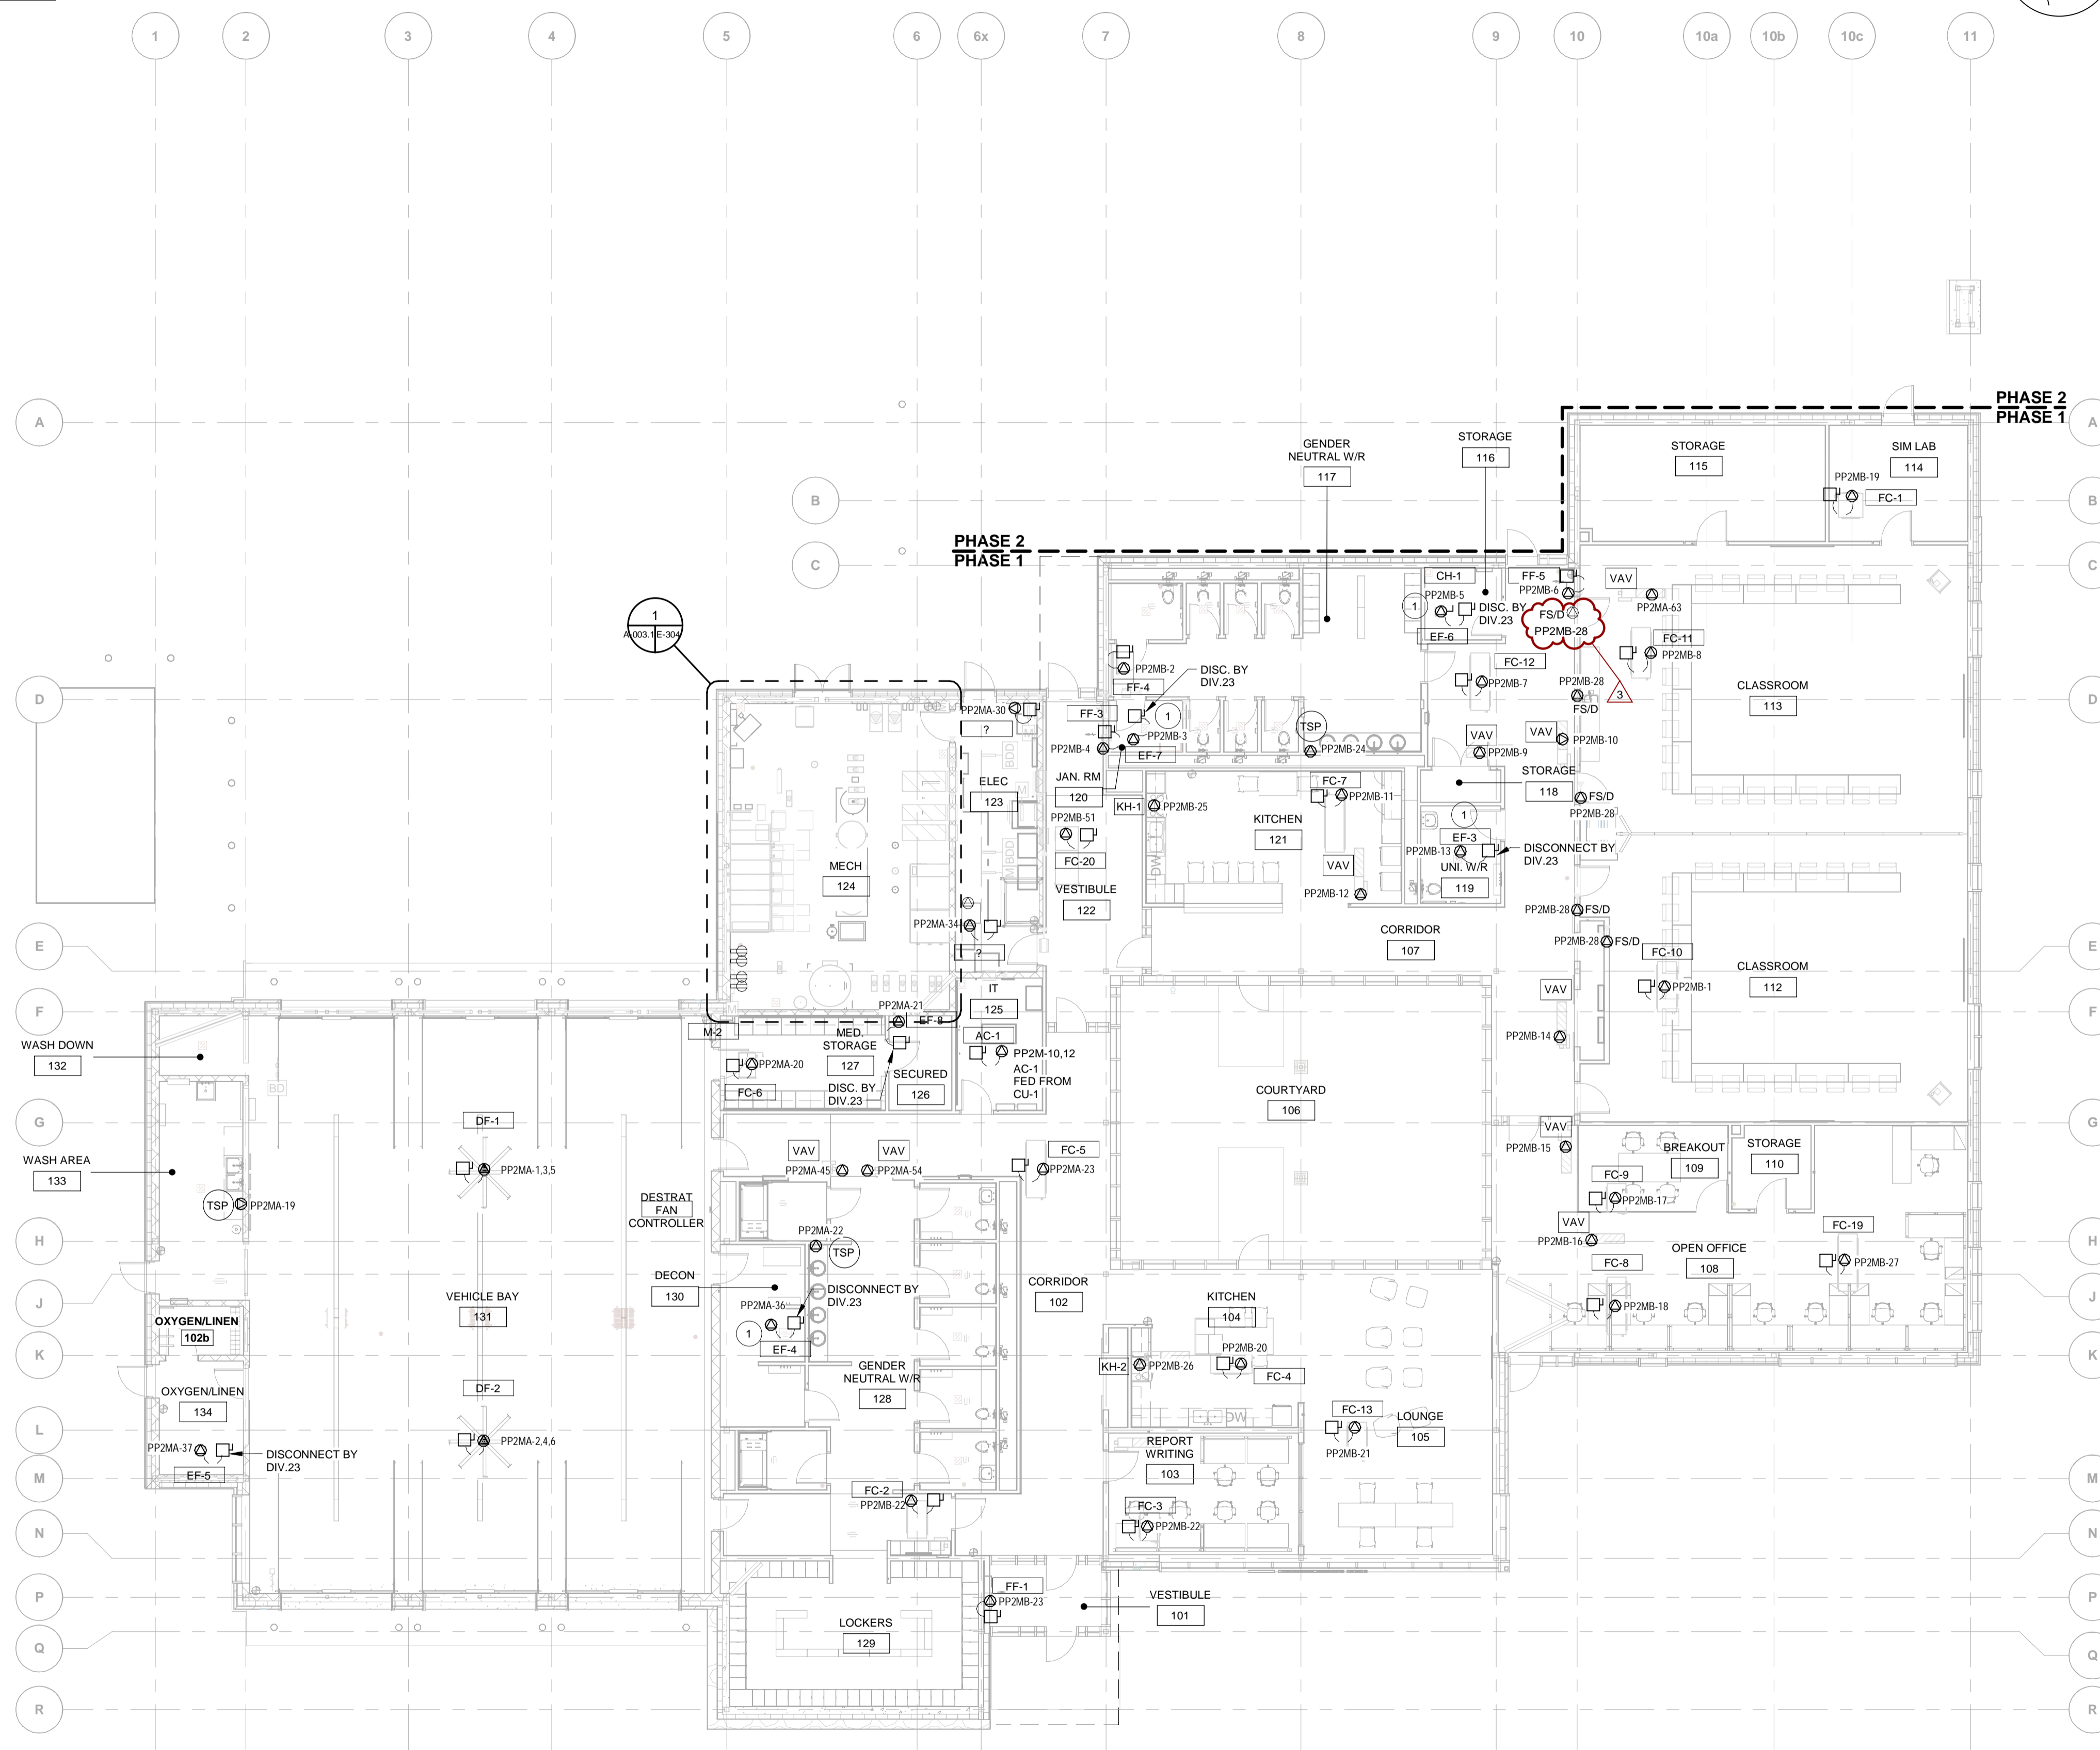 1
2
3
4
5
6
6x
7
8
9
10
10a
10b
10c
11
PHASE 2
PHASE 1
A
A
STORAGE
116
GENDER
NEUTRAL W/R
117
STORAGE
115
SIM LAB
114
PP2MB-19
FC-1
B
B
PHASE 2
PHASE 1
C
C
CH-1
PP2MB-5
1
DISC. BY
DIV.23
EF-6
FF-5
PP2MB-6
VAV
PP2MA-63
FS/D
PP2MB-28
3
FC-11
PP2MB-8
1
A-003.1
E-304
PP2MB-2
FF-4
DISC. BY
DIV.23
FC-12
PP2MB-7
PP2MB-28
FS/D
CLASSROOM
113
D
D
PP2MA-30
?
FF-3
1
PP2MB-3
PP2MB-4
EF-7
TSP
PP2MB-24
VAV
PP2MB-9
VAV
PP2MB-10
MBDD
M
ELEC
123
JAN. RM
120
KH-1
PP2MB-25
FC-7
PP2MB-11
STORAGE
118
FS/D
PP2MB-28
PP2MB-51
FC-20
KITCHEN
121
1
EF-3
PP2MB-13
DISCONNECT BY
DIV.23
DW
VAV
PP2MB-12
UNI. W/R
119
MECH
124
VESTIBULE
122
PP2MB-28
FS/D
PP2MA-34
?
CORRIDOR
107
PP2MB-28
FS/D
E
E
FC-10
PP2MB-1
CLASSROOM
112
IT
125
VAV
PP2MB-14
F
F
PP2MA-21
EF-8
M-2
MED.
STORAGE
127
AC-1
PP2M-10,12
AC-1
FED FROM
CU-1
WASH DOWN
132
PP2MA-20
FC-6
DISC. BY
DIV.23
SECURED
126
BD
COURTYARD
106
G
G
DF-1
PP2MA-1,3,5
WASH AREA
133
TSP
PP2MA-19
VAV
PP2MA-45
VAV
PP2MA-54
FC-5
PP2MA-23
VAV
PP2MB-15
BREAKOUT
109
STORAGE
110
FC-9
PP2MB-17
DESTRAT
FAN
CONTROLLER
PP2MA-22
TSP
VAV
PP2MB-16
FC-19
PP2MB-27
H
H
OPEN OFFICE
108
FC-8
PP2MB-18
DECON
130
DISCONNECT BY
DIV.23
CORRIDOR
102
J
J
VEHICLE BAY
131
PP2MA-36
1
EF-4
KITCHEN
104
OXYGEN/LINEN
102b
PP2MB-20
FC-4
KH-2
PP2MB-26
K
K
DF-2
PP2MA-2,4,6
GENDER
NEUTRAL W/R
128
OXYGEN/LINEN
134
DW
FC-13
PP2MB-21
LOUNGE
105
L
L
PP2MA-37
EF-5
DISCONNECT BY
DIV.23
REPORT
WRITING
103
M
M
FC-2
PP2MB-22
FC-3
PP2MB-22
N
N
FF-1
PP2MB-23
VESTIBULE
101
P
P
LOCKERS
129
Q
Q
R
R